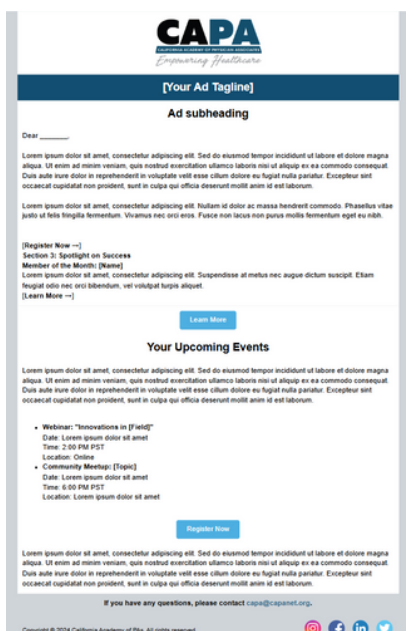 CAPA
CALIFORNIA ACADEMY OF PHYSICIAN ASSOCIATES
Empowering Healthcare
[Your Ad Tagline]
Ad subheading
Dear _______,
Lorem ipsum dolor sit amet, consectetur adipiscing elit. Sed do eiusmod tempor incididunt ut labore et dolore magna
aliqua. Ut enim ad minim veniam, quis nostrud exercitation ullamco laboris nisi ut aliquip ex ea commodo consequat.
Duis aute irure dolor in reprehenderit in voluptate velit esse cillum dolore eu fugiat nulla pariatur. Excepteur sint
occaecat cupidatat non proident, sunt in culpa qui officia deserunt mollit anim id est laborum.
Lorem ipsum dolor sit amet, consectetur adipiscing elit. Nullam id dolor ac massa hendrerit commodo. Phasellus vitae
justo ut felis fringilla fermentum. Vivamus nec orci eros. Fusce non lacus non purus mollis fermentum eget eu nibh.
[Register Now →]
Section 3: Spotlight on Success
Member of the Month: [Name]
Lorem ipsum dolor sit amet, consectetur adipiscing elit. Suspendisse at metus nec augue dictum suscipit. Etiam
feugiat odio nec orci bibendum, vel volutpat turpis aliquet.
[Learn More →]
Learn More
Your Upcoming Events
Lorem ipsum dolor sit amet, consectetur adipiscing elit. Sed do eiusmod tempor incididunt ut labore et dolore magna
aliqua. Ut enim ad minim veniam, quis nostrud exercitation ullamco laboris nisi ut aliquip ex ea commodo consequat.
Duis aute irure dolor in reprehenderit in voluptate velit esse cillum dolore eu fugiat nulla pariatur. Excepteur sint
occaecat cupidatat non proident, sunt in culpa qui officia deserunt mollit anim id est laborum.
• Webinar: "Innovations in [Field]"
Date: Lorem ipsum dolor sit amet
Time: 2:00 PM PST
Location: Online
• Community Meetup: [Topic]
Date: Lorem ipsum dolor sit amet
Time: 6:00 PM PST
Location: Lorem ipsum dolor sit amet
Register Now
Lorem ipsum dolor sit amet, consectetur adipiscing elit. Sed do eiusmod tempor incididunt ut labore et dolore magna
aliqua. Ut enim ad minim veniam, quis nostrud exercitation ullamco laboris nisi ut aliquip ex ea commodo consequat.
Duis aute irure dolor in reprehenderit in voluptate velit esse cillum dolore eu fugiat nulla pariatur. Excepteur sint
occaecat cupidatat non proident, sunt in culpa qui officia deserunt mollit anim id est laborum.
If you have any questions, please contact capa@capanet.org.
Copyright © 2024 California Academy of PAs. All rights reserved.